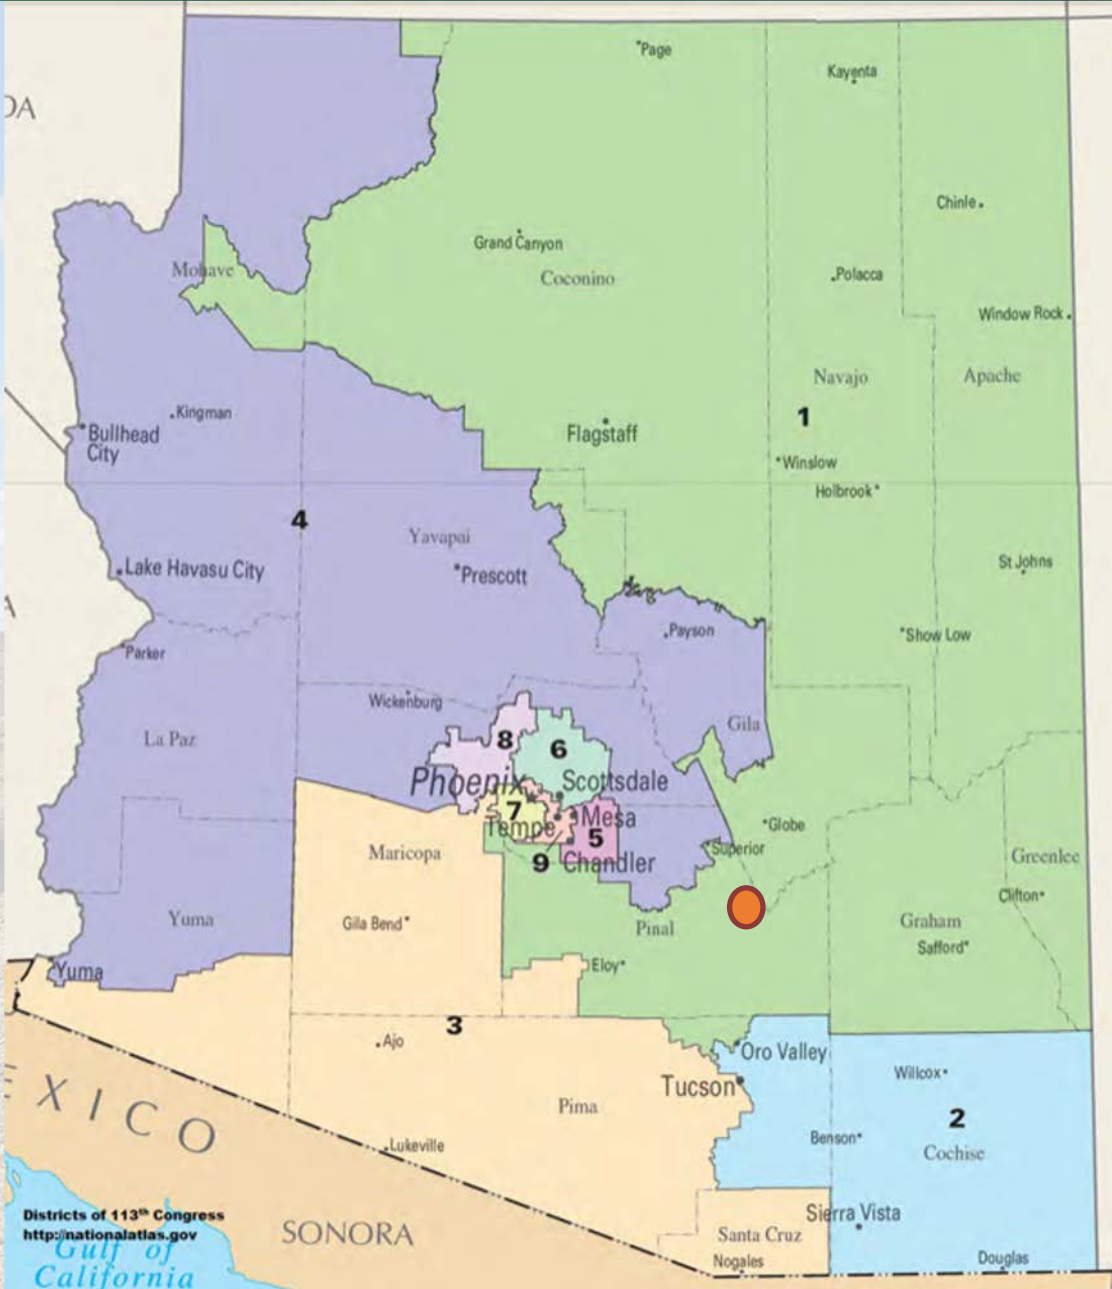 Page
Kayenta
DA
Chinle
Grand Canyon
Mohave
Coconino
Polacca
Window Rock
Navajo
Apache
Kingman
1
Bullhead
City
Flagstaff
Winslow
Holbrook
4
Yavapai
Lake Havasu City
Prescott
St Johns
A
Payson
Show Low
Parker
Wickenburg
La Paz
8
6
Gila
Phoenix
Scottsdale
7
Tempe
Mesa
5
Globe
Superior
Maricopa
9
Chandler
Greenlee
Clifton
Yuma
Gila Bend
Pinal
Graham
Safford
Yuma
Eloy
3
Ajo
Oro Valley
Willcox
Tucson
EXICO
Pima
2
Benson
Cochise
Lukeville
Districts of 113th Congress
http://nationalatlas.gov
Gulf of
California
SONORA
Sierra Vista
Santa Cruz
Nogales
Douglas